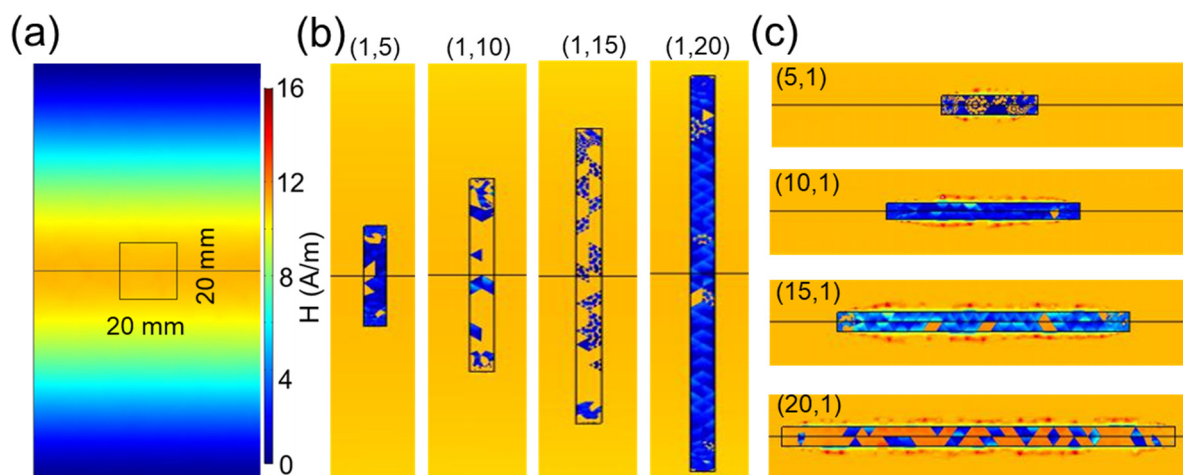 (a)
16
12
8
4
0
H (A/m)
20 mm
20 mm
(b)
(1,5)
(1,10)
(1,15)
(1,20)
(c)
(5,1)
(10,1)
(15,1)
(20,1)